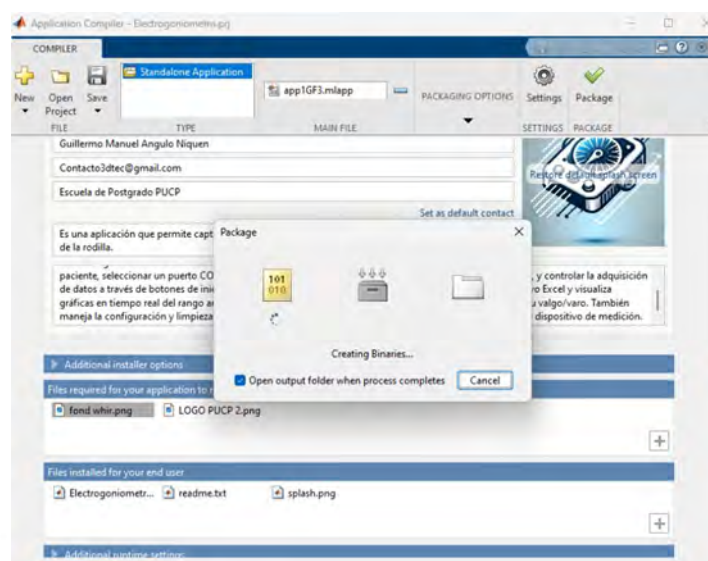 Application Compiler - Electrogoniometro.prj
COMPILER
New
Open Project
Save
Standalone Application
app1GF3.mlapp
PACKAGING OPTIONS
Settings
Package
FILE
TYPE
MAIN FILE
SETTINGS
PACKAGE
Guillermo Manuel Angulo Niquen
Contacto3dtec@gmail.com
Escuela de Postgrado PUCP
Set as default contact
Restore default splash screen
Es una aplicación que permite capt
de la rodilla.
paciente, seleccionar un puerto CO
de datos a través de botones de ini
gráficas en tiempo real del rango a
maneja la configuración y limpieza
, y controlar la adquisición
vo Excel y visualiza
u valgo/varo. También
dispositivo de medición.
Package
101
010
Creating Binaries...
Open output folder when process completes
Cancel
Additional installer options
Files required for your application to r
fond whir.png
LOGO PUCP 2.png
Files installed for your end user
Electrogoniometr...
readme.txt
splash.png
Additional runtime settings